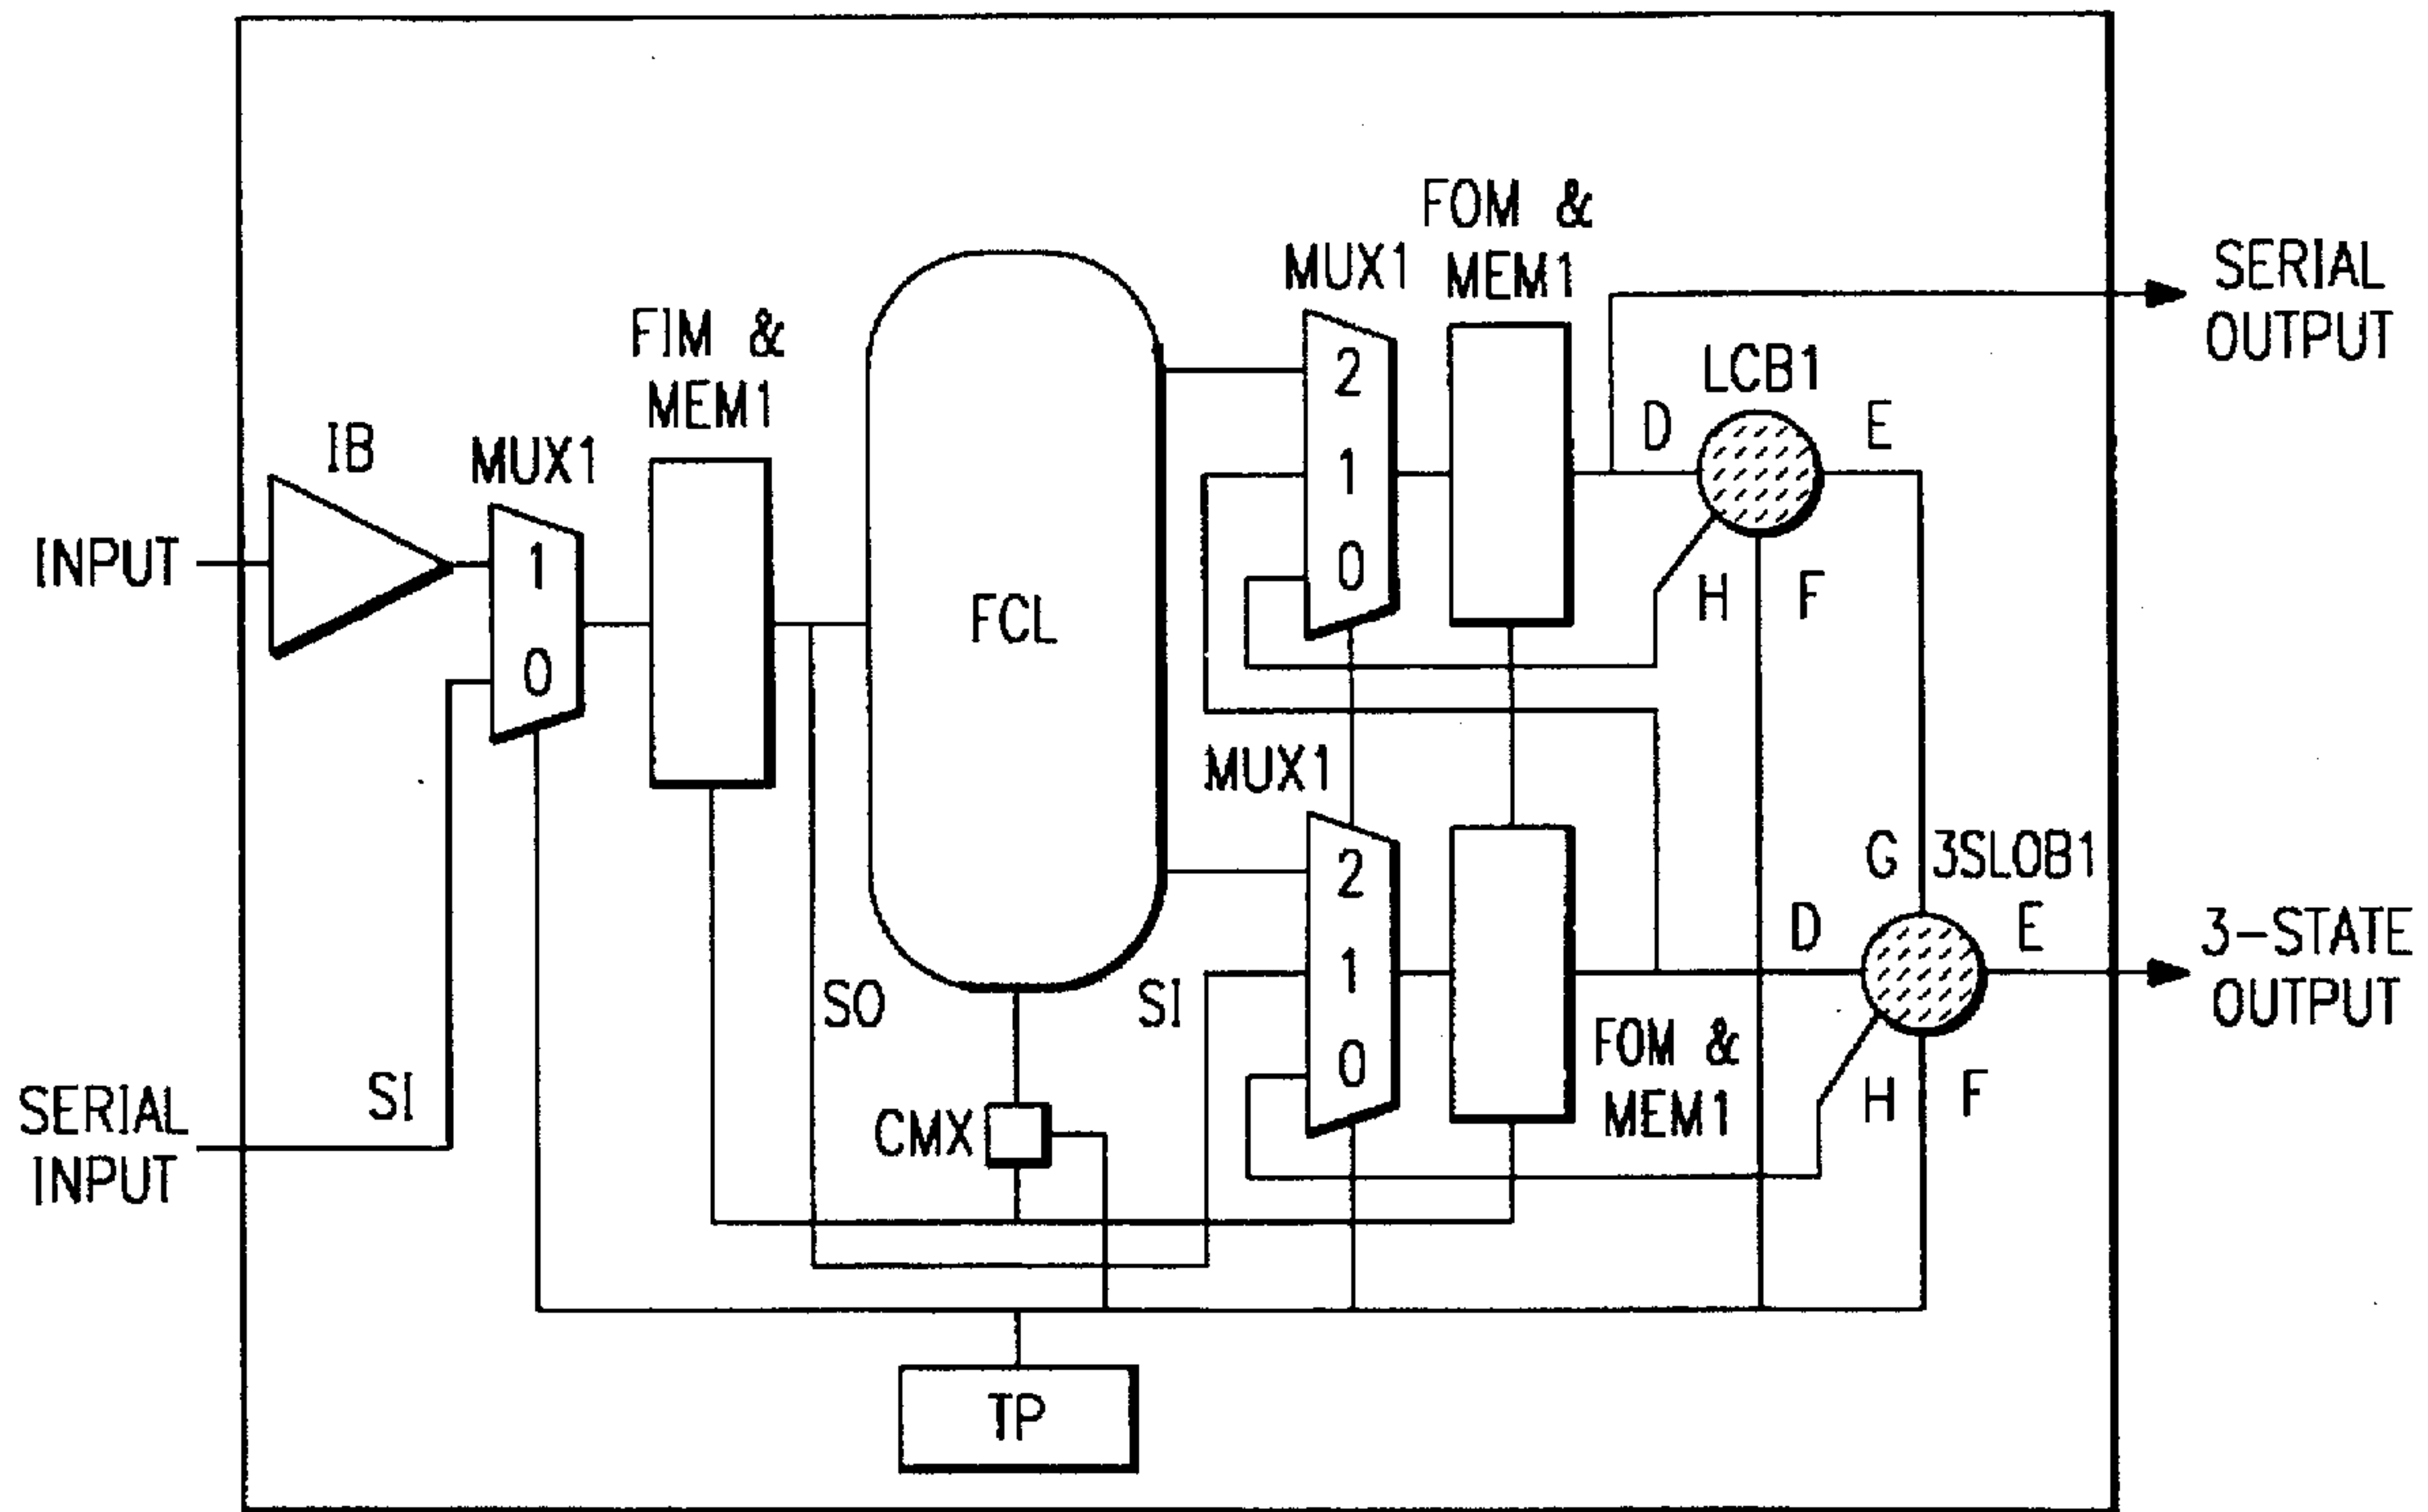 FOM &
MEM1
MUX1
SERIAL
OUTPUT
FIM &
MEM1
LCB1
2
D
E
IB
MUX1
1
INPUT
1
0
H
F
FCL
0
MUX1
G
3SLOB1
2
D
E
3-STATE
OUTPUT
SO
SI
1
FOM &
MEM1
0
H
F
SI
CMX
SERIAL
INPUT
TP